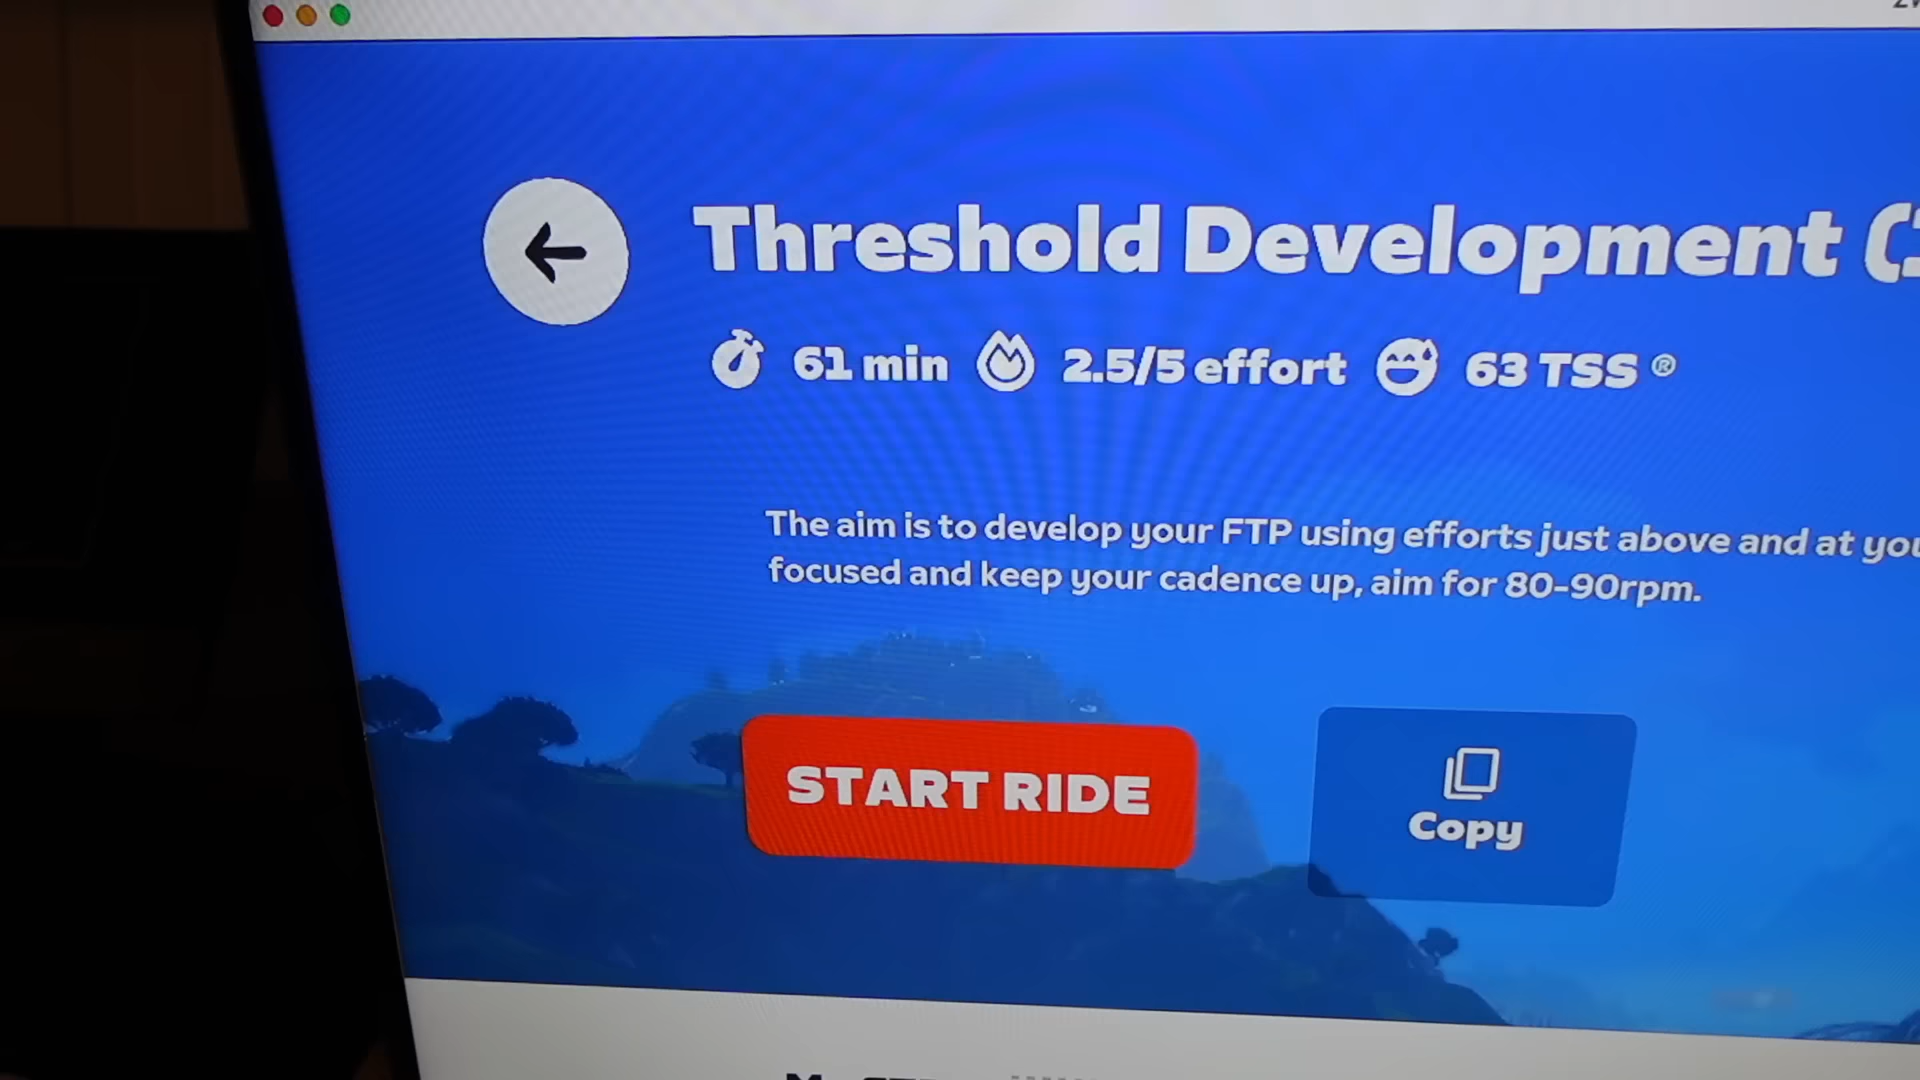 Threshold Development
61 min 2.5/5 effort 63 TSS ®
The aim is to develop your FTP using efforts just above and at
focused and keep your cadence up, aim for 80-90rpm.
START RIDE
Copy